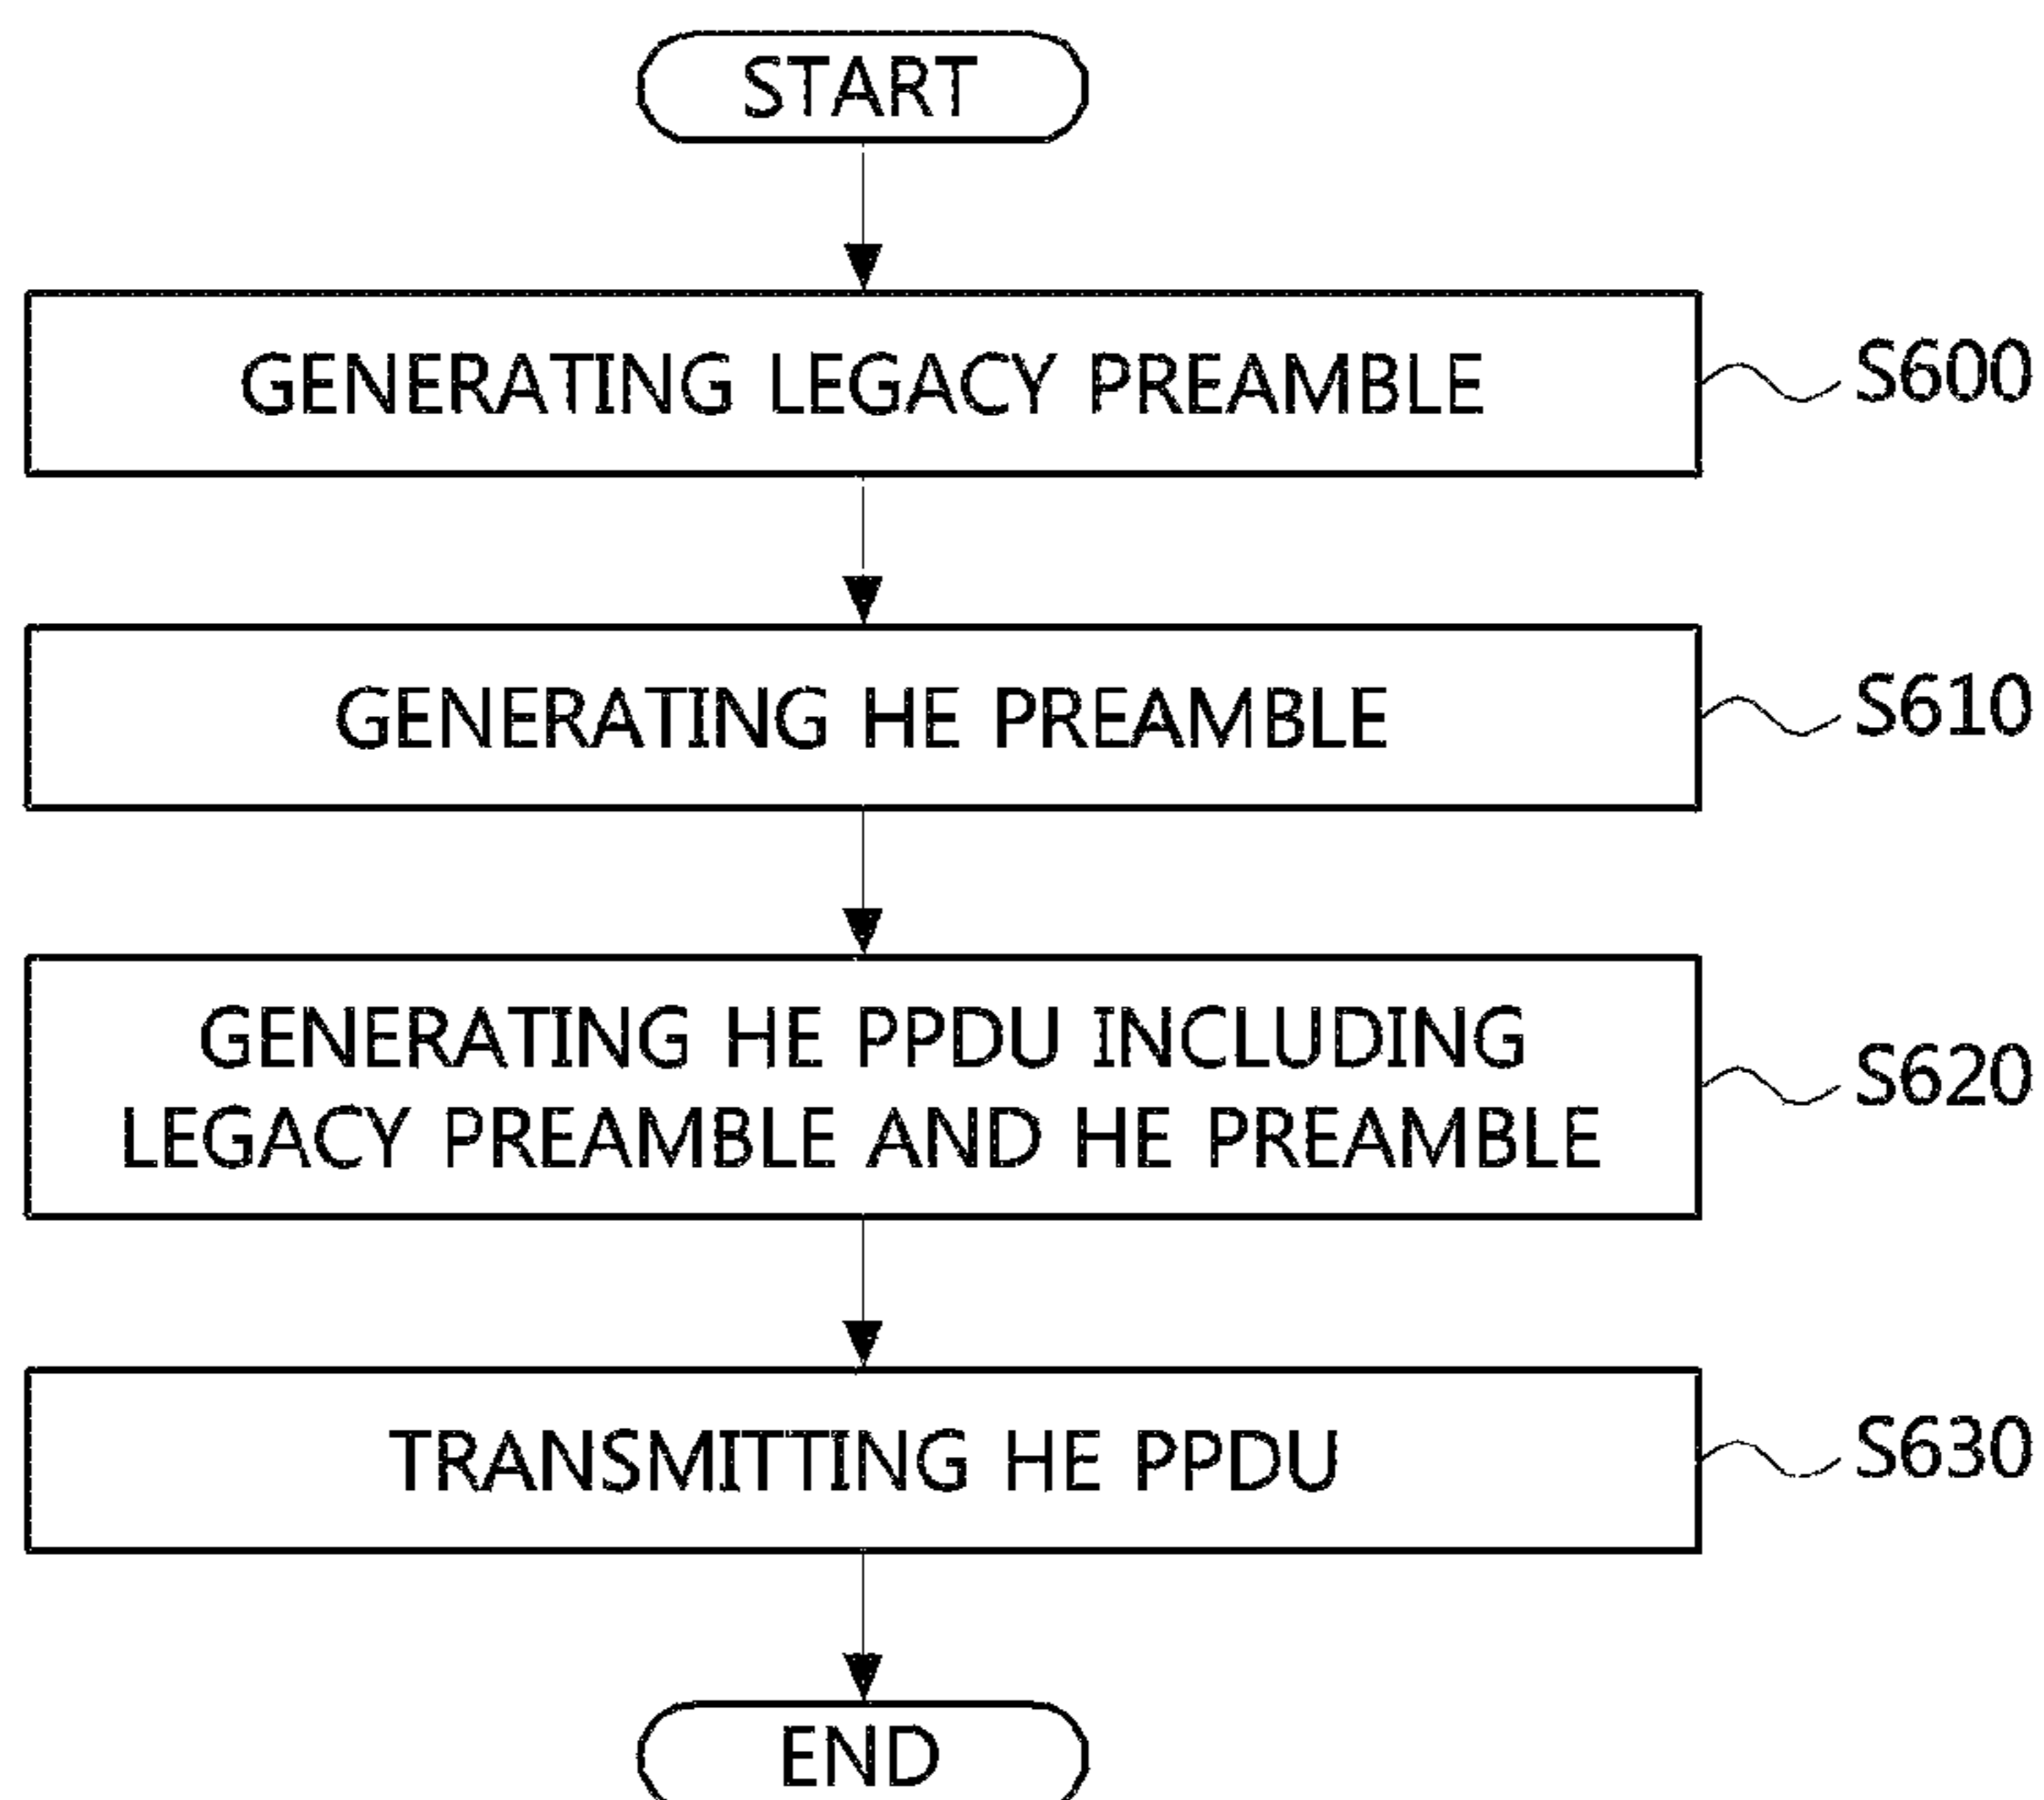 START
GENERATING LEGACY PREAMBLE
S600
GENERATING HE PREAMBLE
S610
GENERATING HE PPDU INCLUDING
LEGACY PREAMBLE AND HE PREAMBLE
S620
TRANSMITTING HE PPDU
S630
END